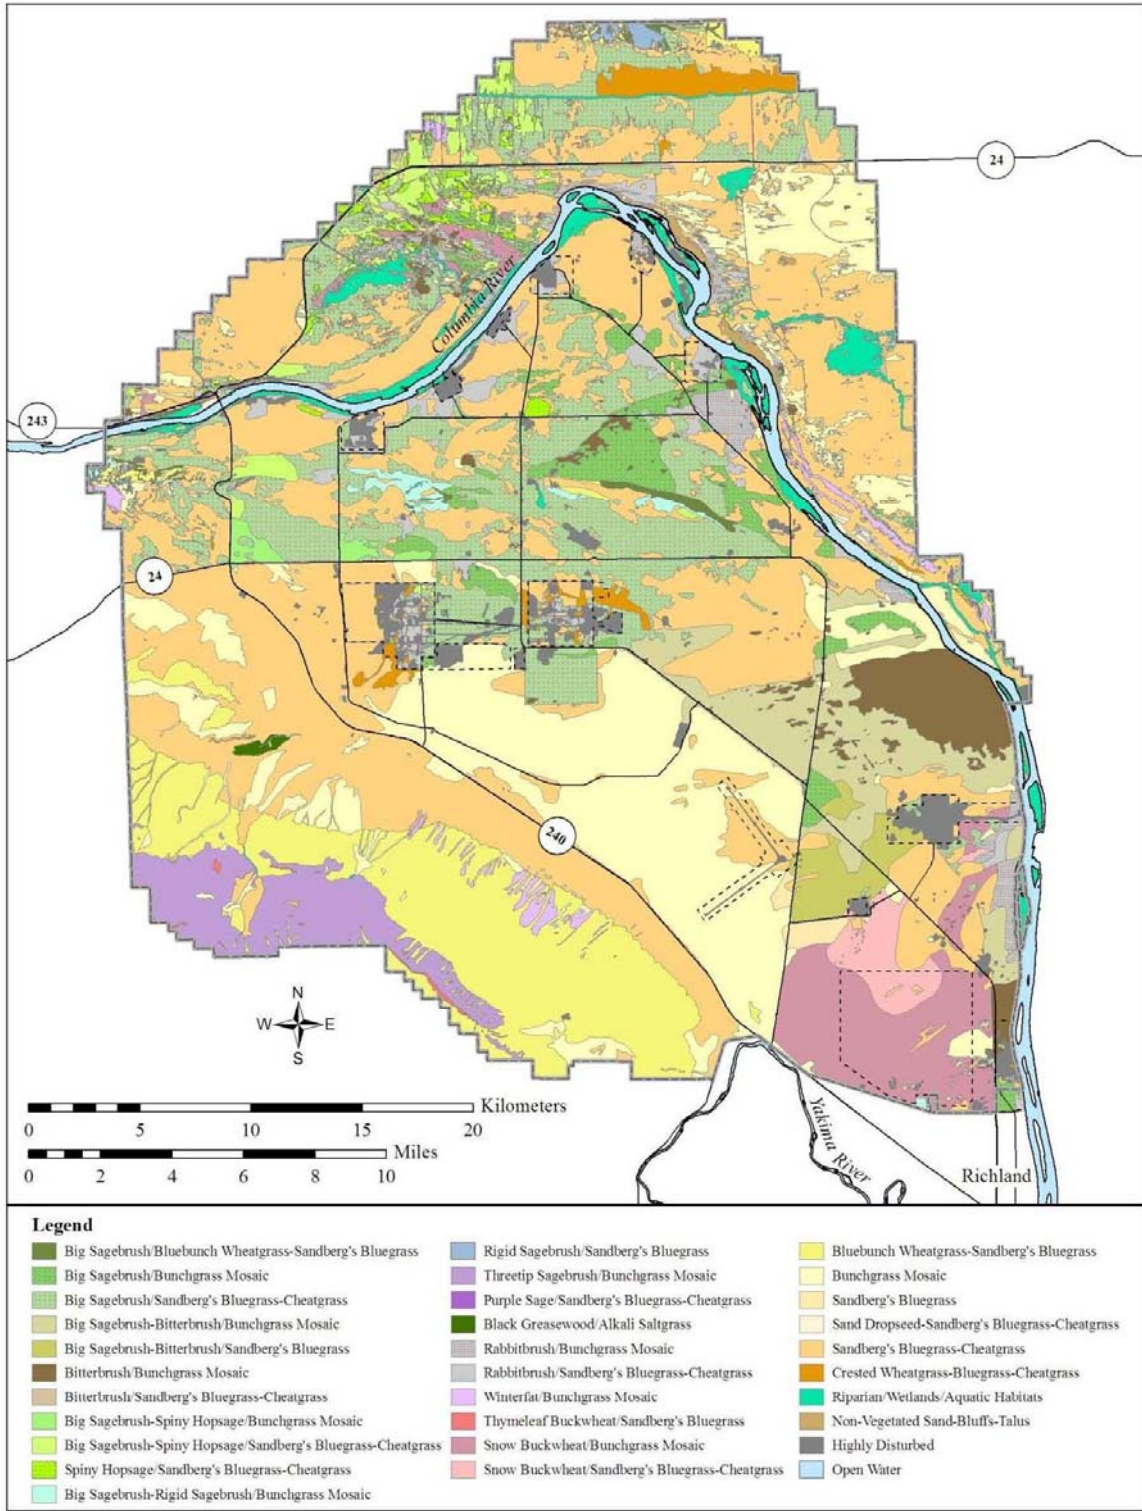 24
Columbia River
243
24
240
N
W E
S
Kilometers
0 5 10 15 20
Miles
0 2 4 6 8 10
Yakima River
Richland
Legend
Big Sagebrush/Bluebunch Wheatgrass-Sandberg's Bluegrass
Big Sagebrush/Bunchgrass Mosaic
Big Sagebrush/Sandberg's Bluegrass-Cheatgrass
Big Sagebrush-Bitterbrush/Bunchgrass Mosaic
Big Sagebrush-Bitterbrush/Sandberg's Bluegrass
Bitterbrush/Bunchgrass Mosaic
Bitterbrush/Sandberg's Bluegrass-Cheatgrass
Big Sagebrush-Spiny Hopsage/Bunchgrass Mosaic
Big Sagebrush-Spiny Hopsage/Sandberg's Bluegrass-Cheatgrass
Spiny Hopsage/Sandberg's Bluegrass-Cheatgrass
Big Sagebrush-Rigid Sagebrush/Bunchgrass Mosaic
Rigid Sagebrush/Sandberg's Bluegrass
Threetip Sagebrush/Bunchgrass Mosaic
Purple Sage/Sandberg's Bluegrass-Cheatgrass
Black Greasewood/Alkali Saltgrass
Rabbitbrush/Bunchgrass Mosaic
Rabbitbrush/Sandberg's Bluegrass-Cheatgrass
Winterfat/Bunchgrass Mosaic
Thymeleaf Buckwheat/Sandberg's Bluegrass
Snow Buckwheat/Bunchgrass Mosaic
Snow Buckwheat/Sandberg's Bluegrass-Cheatgrass
Bluebunch Wheatgrass-Sandberg's Bluegrass
Bunchgrass Mosaic
Sandberg's Bluegrass
Sand Dropseed-Sandberg's Bluegrass-Cheatgrass
Sandberg's Bluegrass-Cheatgrass
Crested Wheatgrass-Bluegrass-Cheatgrass
Riparian/Wetlands/Aquatic Habitats
Non-Vegetated Sand-Bluffs-Talus
Highly Disturbed
Open Water